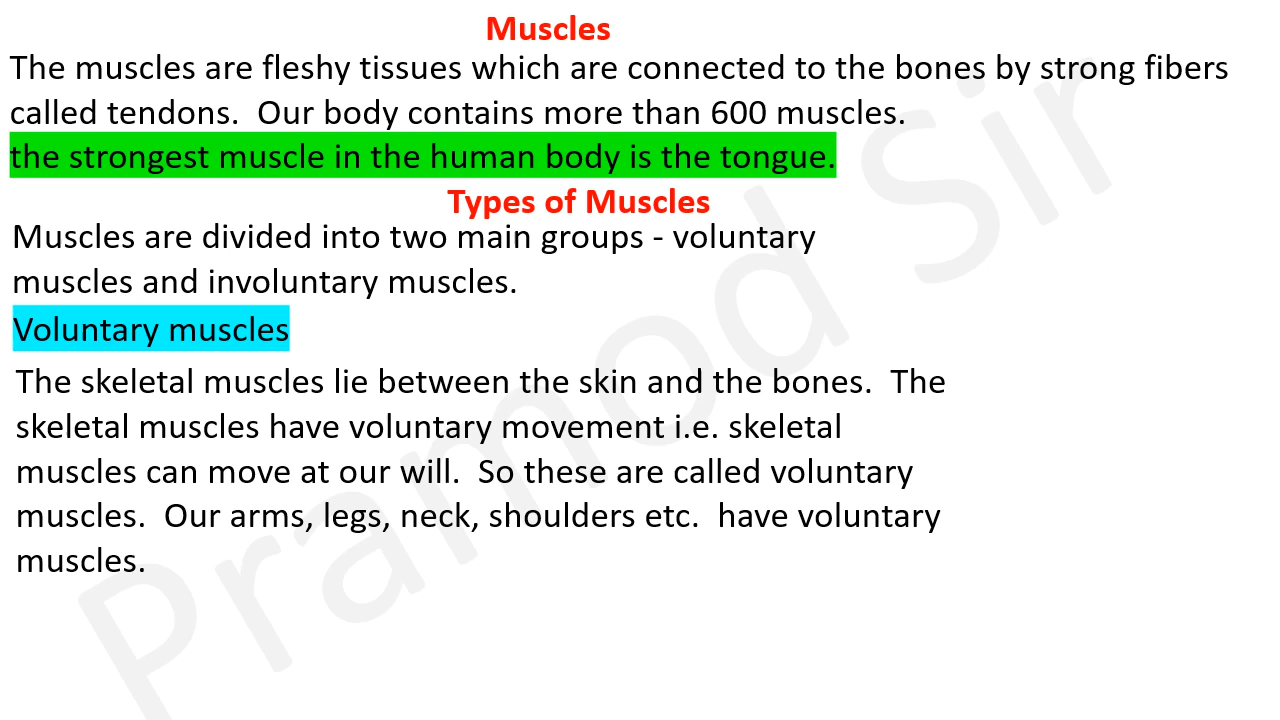 Muscles
The muscles are fleshy tissues which are connected to the bones by strong fibers
called tendons.  Our body contains more than 600 muscles.
the strongest muscle in the human body is the tongue.
Types of Muscles
Muscles are divided into two main groups - voluntary
muscles and involuntary muscles.
Voluntary muscles
The skeletal muscles lie between the skin and the bones.  The
skeletal muscles have voluntary movement i.e. skeletal
muscles can move at our will.  So these are called voluntary
muscles.  Our arms, legs, neck, shoulders etc.  have voluntary
muscles.
Pramod Sir